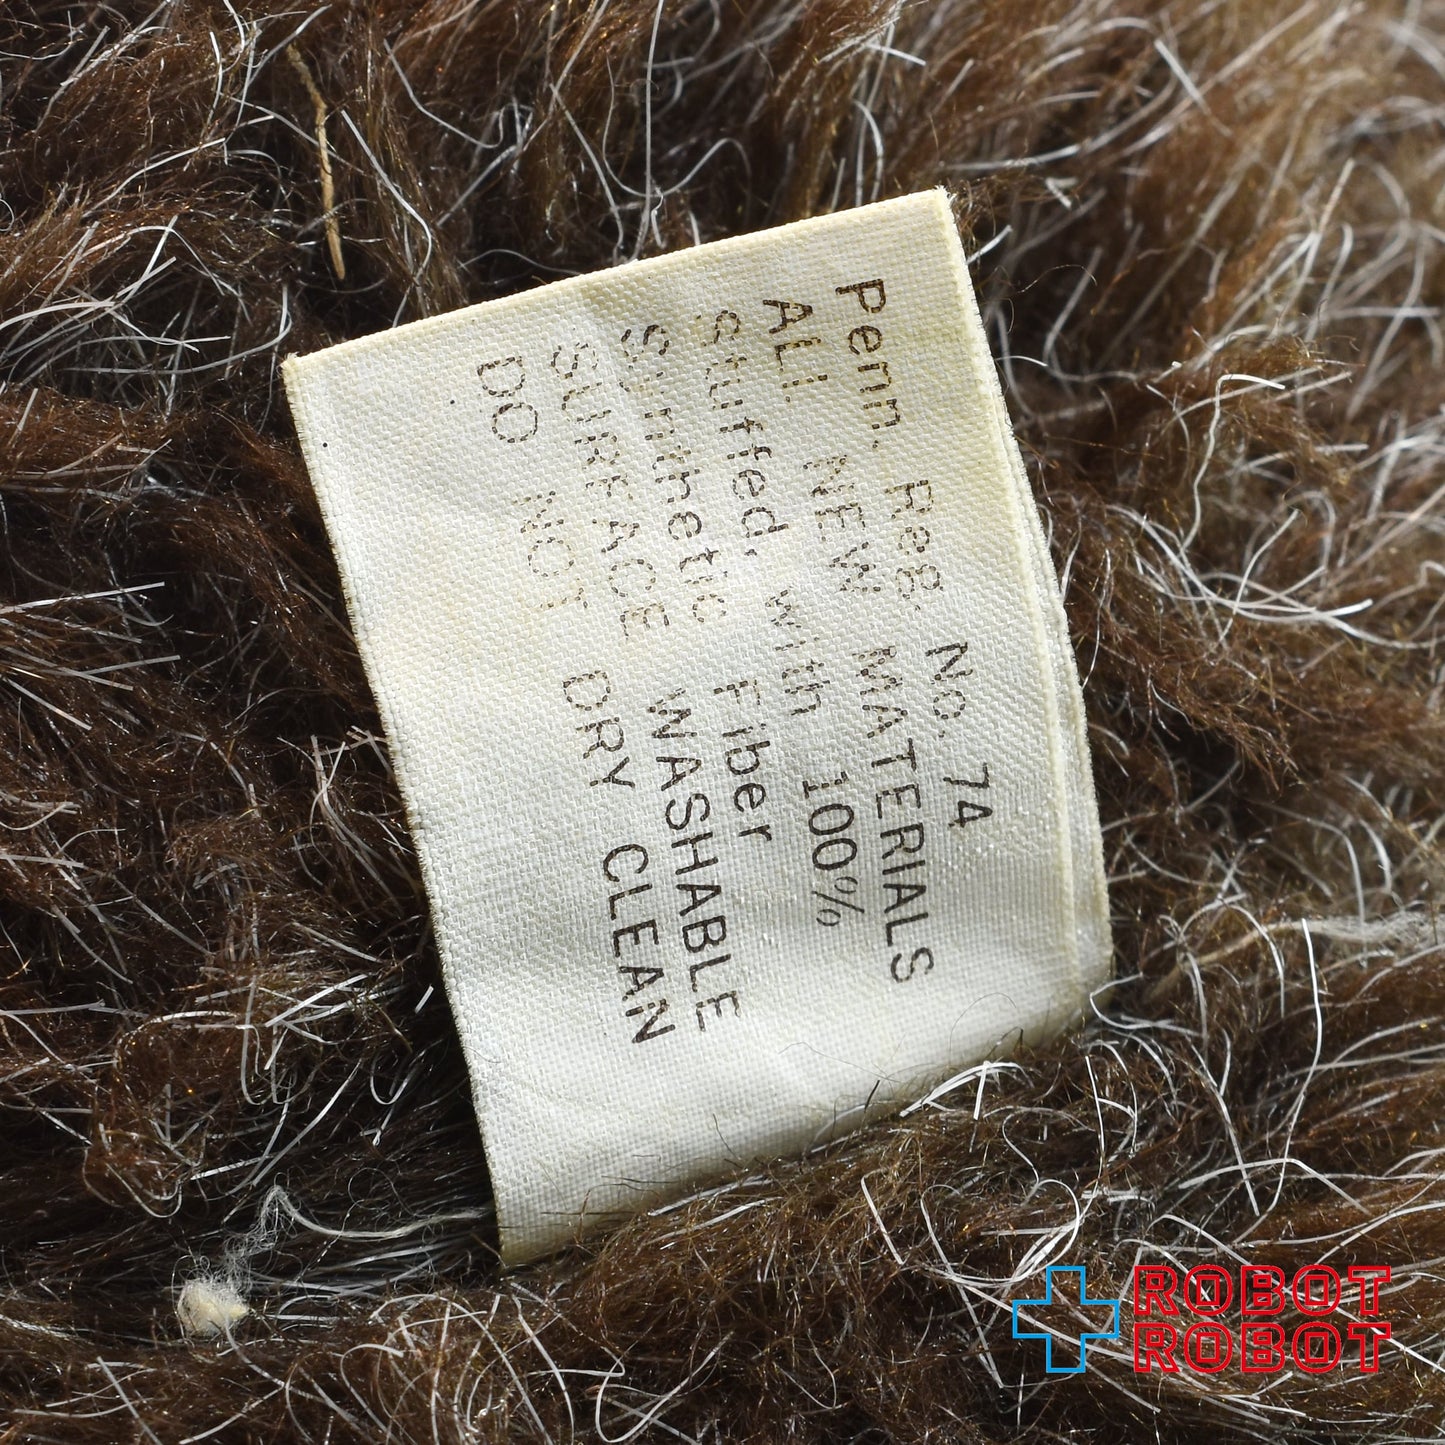 Penn. Reg. No. 74
ALL NEW MATERIALS
Stuffed, with 100%
Synthetic Fiber
SURFACE WASHABLE
DO NOT DRY CLEAN
ROBOT
ROBOT